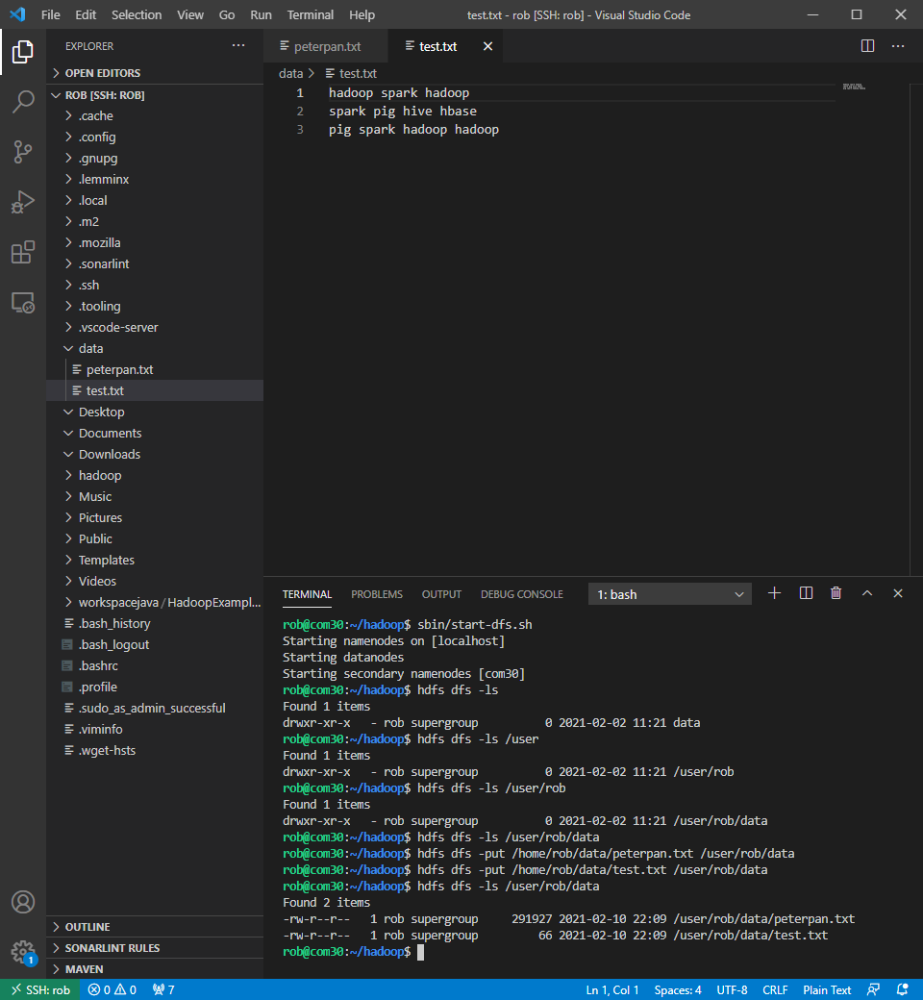 File Edit Selection View Go Run Terminal Help test.txt - rob [SSH: rob] - Visual Studio Code
EXPLORER
OPEN EDITORS
ROB [SSH: ROB]
.cache
.config
.gnupg
.lemminx
.local
.m2
.mozilla
.sonarlint
.ssh
.tooling
.vscode-server
data
peterpan.txt
test.txt
Desktop
Documents
Downloads
hadoop
Music
Pictures
Public
Templates
Videos
workspacejava / HadoopExampl...
.bash_history
.bash_logout
.bashrc
.profile
.sudo_as_admin_successful
.viminfo
.wget-hsts
OUTLINE
SONARLINT RULES
MAVEN
1
peterpan.txt test.txt
data > test.txt
1 hadoop spark hadoop
2 spark pig hive hbase
3 pig spark hadoop hadoop
TERMINAL PROBLEMS OUTPUT DEBUG CONSOLE 1: bash
rob@com30:~/hadoop$ sbin/start-dfs.sh
Starting namenodes on [localhost]
Starting datanodes
Starting secondary namenodes [com30]
rob@com30:~/hadoop$ hdfs dfs -ls
Found 1 items
drwxr-xr-x   - rob supergroup          0 2021-02-02 11:21 data
rob@com30:~/hadoop$ hdfs dfs -ls /user
Found 1 items
drwxr-xr-x   - rob supergroup          0 2021-02-02 11:21 /user/rob
rob@com30:~/hadoop$ hdfs dfs -ls /user/rob
Found 1 items
drwxr-xr-x   - rob supergroup          0 2021-02-02 11:21 /user/rob/data
rob@com30:~/hadoop$ hdfs dfs -ls /user/rob/data
rob@com30:~/hadoop$ hdfs dfs -put /home/rob/data/peterpan.txt /user/rob/data
rob@com30:~/hadoop$ hdfs dfs -put /home/rob/data/test.txt /user/rob/data
rob@com30:~/hadoop$ hdfs dfs -ls /user/rob/data
Found 2 items
-rw-r--r--   1 rob supergroup     291927 2021-02-10 22:09 /user/rob/data/peterpan.txt
-rw-r--r--   1 rob supergroup         66 2021-02-10 22:09 /user/rob/data/test.txt
rob@com30:~/hadoop$
SSH: rob 0 0 7 Ln 1, Col 1 Spaces: 4 UTF-8 CRLF Plain Text